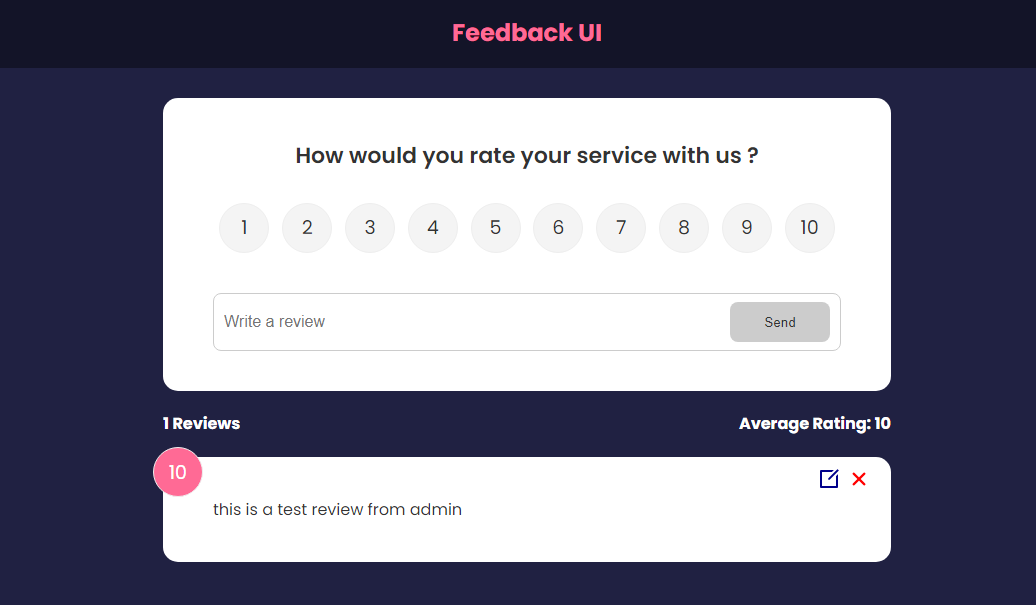 Feedback UI
How would you rate your service with us ?
1 2 3 4 5 6 7 8 9 10
Write a review Send
1 Reviews Average Rating: 10
10
this is a test review from admin